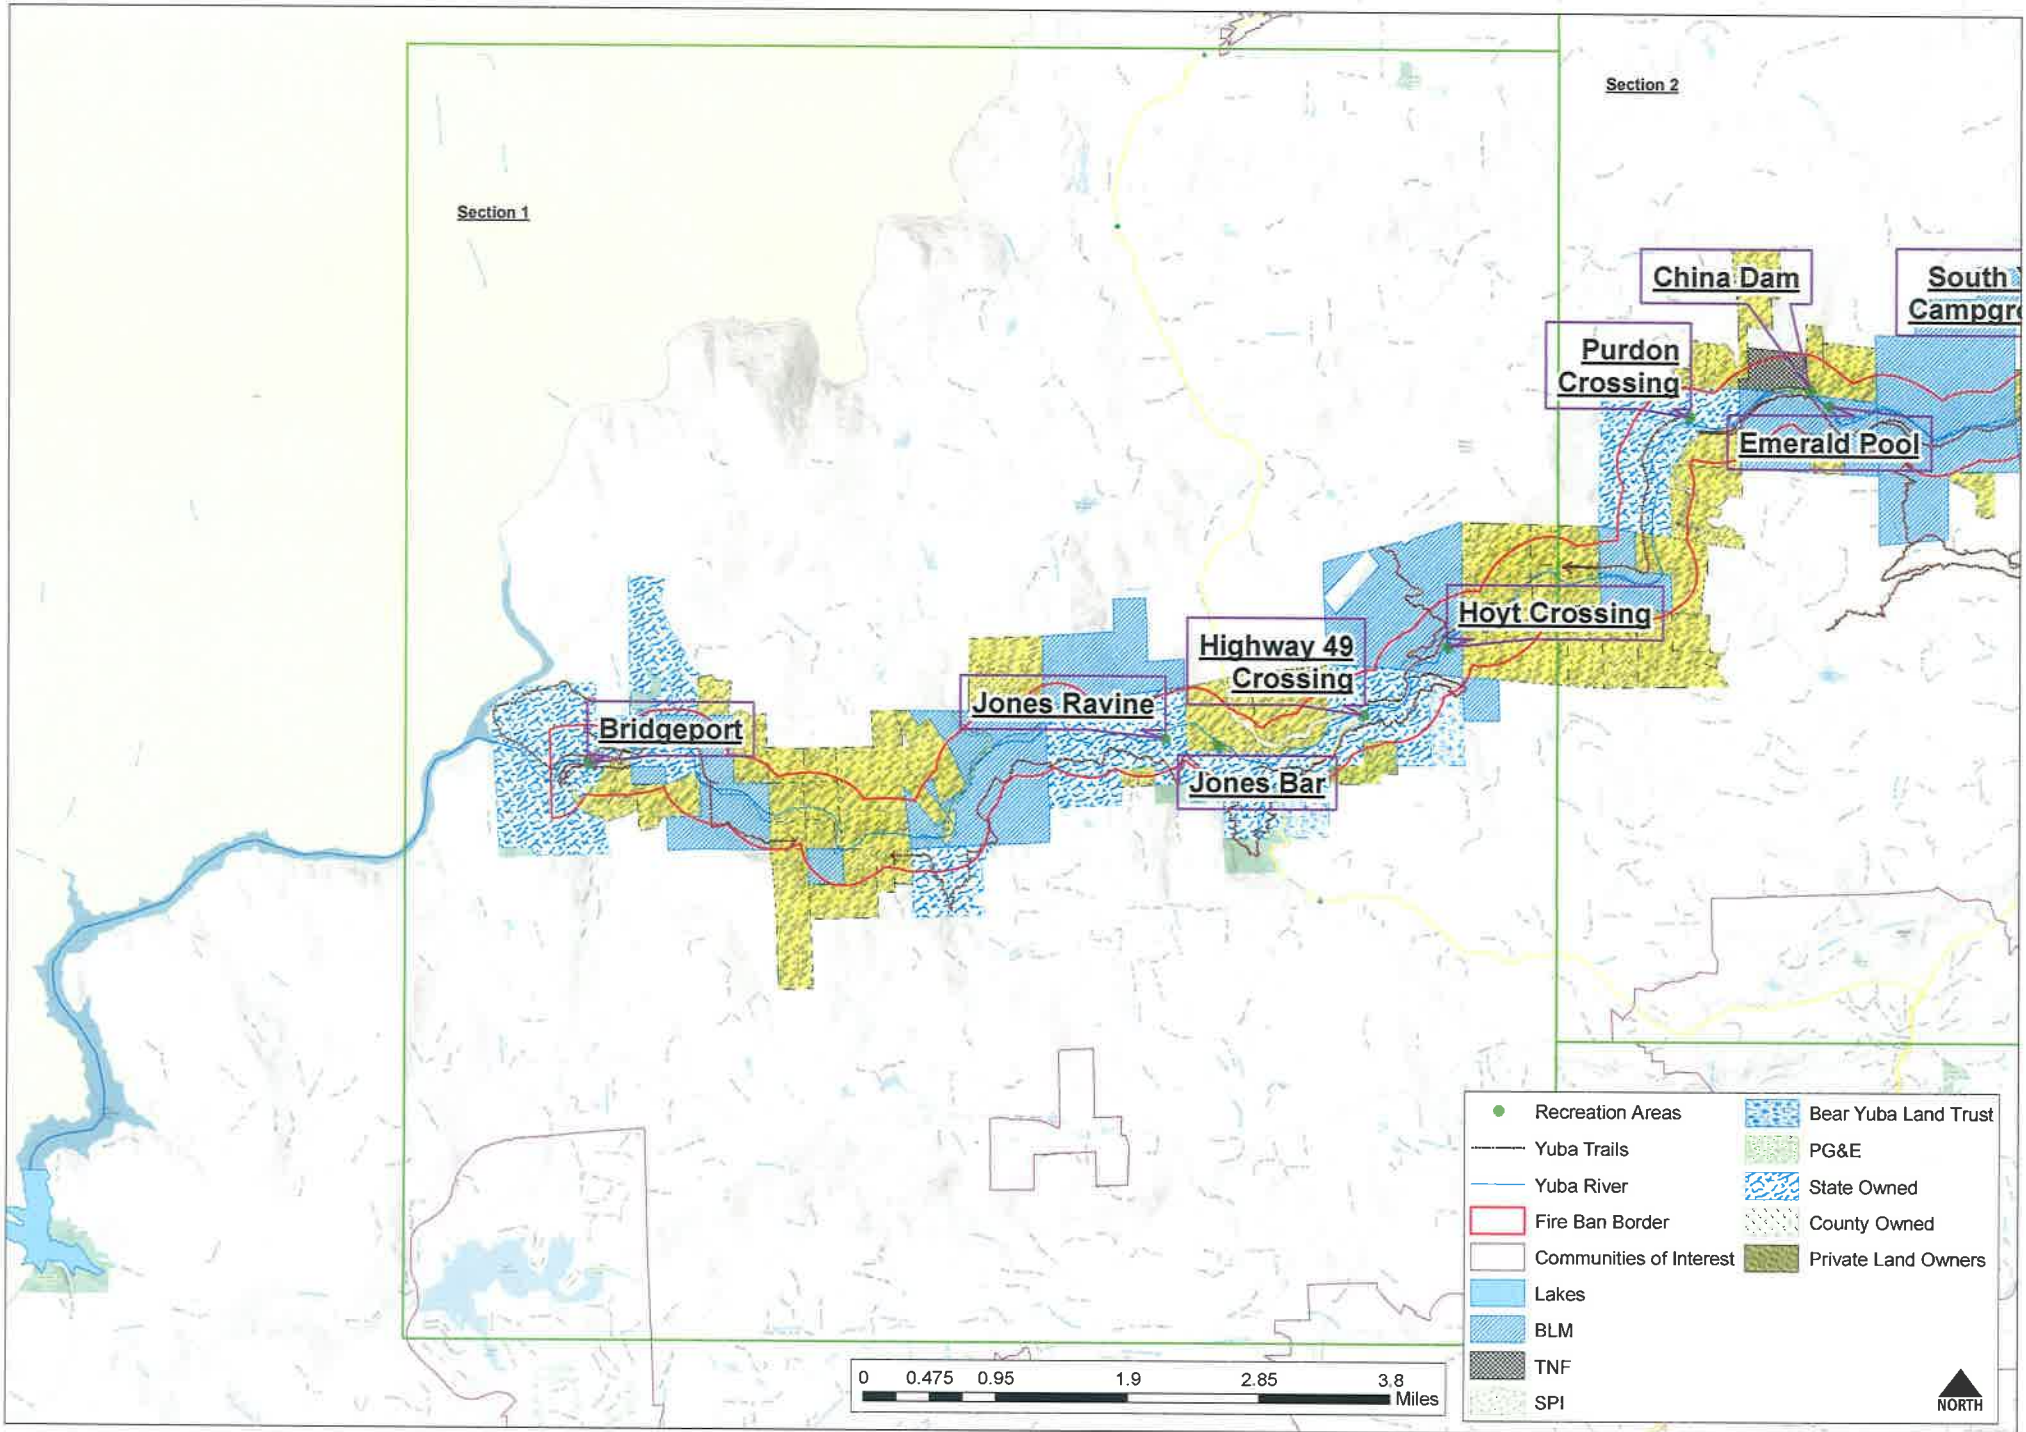 Section 1
Section 2
China Dam
South
Purdon
Crossing
Emerald Pool
Hoyt Crossing
Highway 49
Crossing
Jones Ravine
Bridgeport
Jones Bar
Recreation Areas
Yuba Trails
Yuba River
Fire Ban Border
Communities of Interest
Lakes
BLM
TNF
SPI
Bear Yuba Land Trust
PG&E
State Owned
County Owned
Private Land Owners
0 0.475 0.95 1.9 2.85 3.8
Miles
NORTH